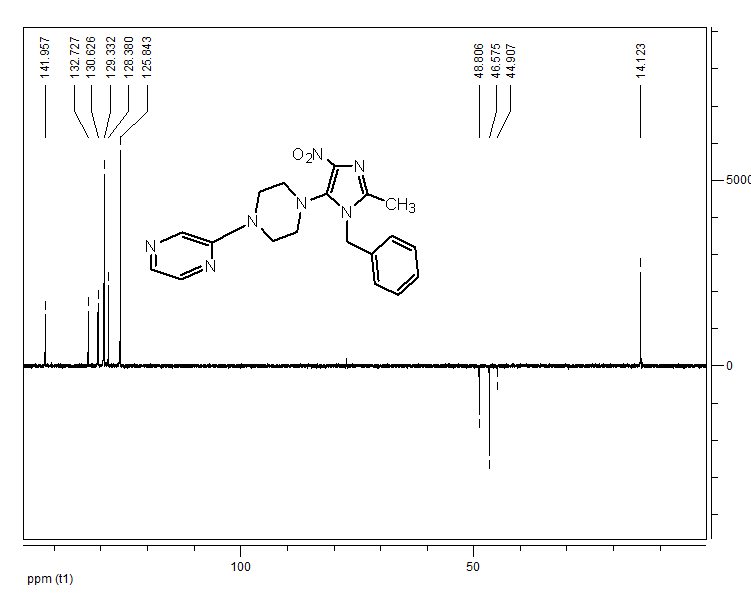 141.957
132.727
130.626
129.332
128.380
125.843
48.806
46.575
44.907
14.123
O2N
N
CH3
N
N
N
N
N
5000
0
100
50
ppm (t1)